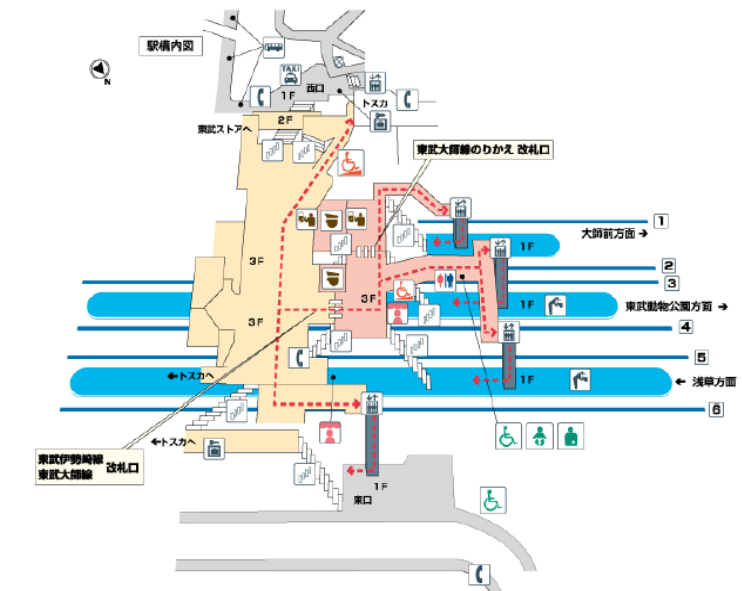 駅構内図
N
TAXI
1F
西口
トスカ
2F
東武ストアへ
東武大師線のりかえ 改札口
1
大師前方面 →
1F
2
3F
3
3F
1F
東武動物公園方面 →
3F
4
5
←トスカへ
1F
← 浅草方面
6
←トスカへ
東武伊勢崎線
東武大師線
改札口
1F
東口